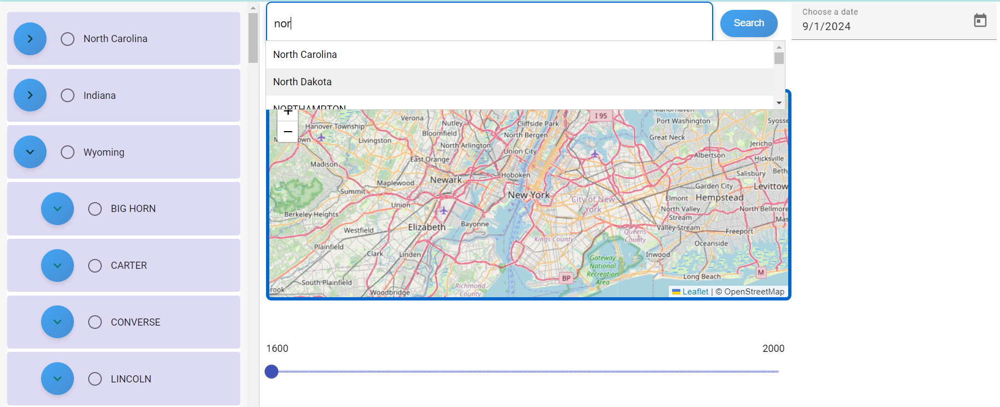 North Carolina
Indiana
Wyoming
BIG HORN
CARTER
CONVERSE
LINCOLN
nor
Search
Choose a date
9/1/2024
North Carolina
North Dakota
NORTHAMPTON
+
−
Verona
Hanover Township
Nutley
Bloomfield
Livingston
North Arlington
East Orange
Madison
Maplewood
Newark
Summit
Union
Berkeley Heights
Westfield
Elizabeth
Bayonne
Plainfield
Clark
Linden
South Plainfield
Woodbridge
rook
Richmond
County
Cliffside Park
North Bergen
Union City
Hoboken
New York
City of New
York
I 95
Port Washington
Great Neck
Syosse
Jericho
Albertson
Hicksville
Salisbury
Beth
Garden City
Levittow
Elmont
Hempstead
North Valley
Stream
North Bellmore
Mas
Valley Stream
Freeport
Queens
County
Kings County
Oceanside
Inwood
Gateway
National
Recreation
Area
BP
M
Long Beach
Leaflet | © OpenStreetMap
1600
2000